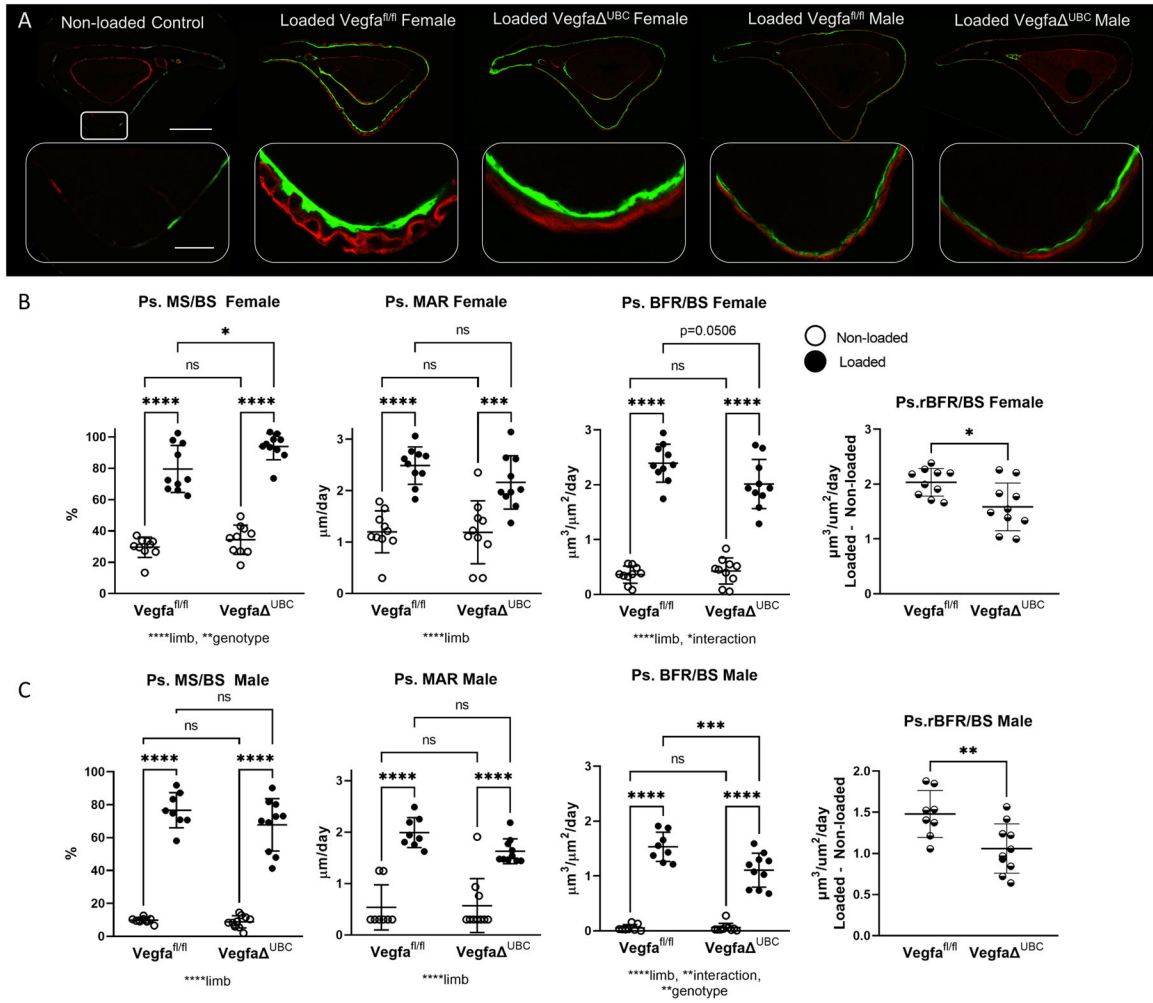 A
Non-loaded Control
Loaded Vegfa^fl/fl Female
Loaded VegfaΔ^UBC Female
Loaded Vegfa^fl/fl Male
Loaded VegfaΔ^UBC Male
B
Ps. MS/BS Female
*
ns
****
****
%
100
80
60
40
20
0
Vegfa^fl/fl
VegfaΔ^UBC
****limb, **genotype
Ps. MAR Female
ns
ns
****
***
μm/day
3
2
1
0
Vegfa^fl/fl
VegfaΔ^UBC
****limb
Ps. BFR/BS Female
p=0.0506
ns
****
****
μm³/μm²/day
3
2
1
0
Vegfa^fl/fl
VegfaΔ^UBC
****limb, *interaction
Non-loaded
Loaded
Ps.rBFR/BS Female
*
μm³/um²/day
Loaded - Non-loaded
3
2
1
0
Vegfa^fl/fl
VegfaΔ^UBC
C
Ps. MS/BS Male
ns
ns
****
****
%
100
80
60
40
20
0
Vegfa^fl/fl
VegfaΔ^UBC
****limb
Ps. MAR Male
ns
ns
****
****
μm/day
3
2
1
0
Vegfa^fl/fl
VegfaΔ^UBC
****limb
Ps. BFR/BS Male
***
ns
****
****
μm³/μm²/day
3
2
1
0
Vegfa^fl/fl
VegfaΔ^UBC
****limb, **interaction,
**genotype
Ps.rBFR/BS Male
**
μm³/um²/day
Loaded - Non-loaded
2.0
1.5
1.0
0.5
0.0
Vegfa^fl/fl
VegfaΔ^UBC